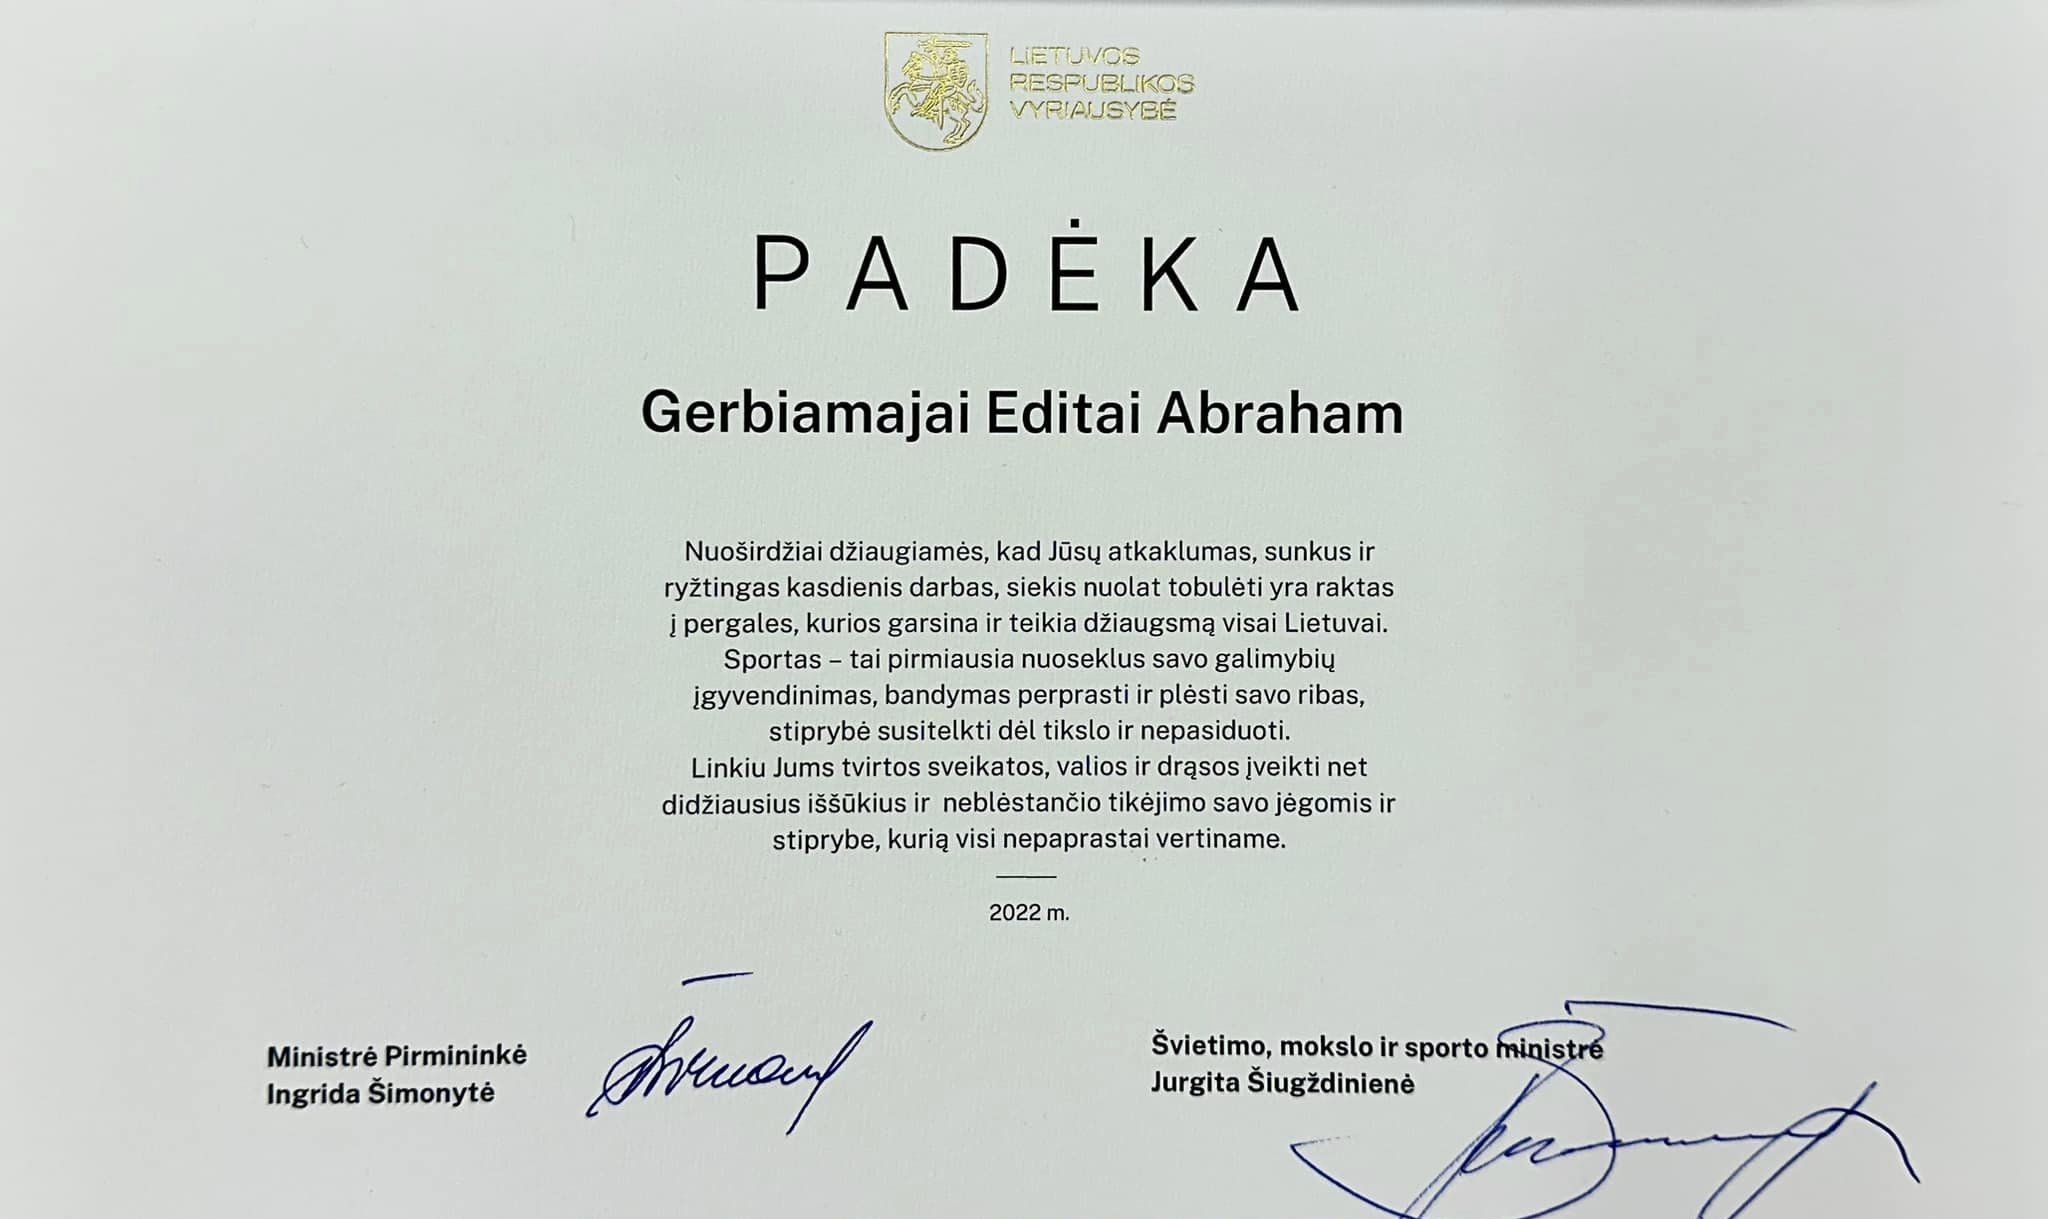 LIETUVOS
RESPUBLIKOS
VYRIAUSYBĖ
PADĖKA
Gerbiamajai Editai Abraham
Nuoširdžiai džiaugiamės, kad Jūsų atkaklumas, sunkus ir
ryžtingas kasdienis darbas, siekis nuolat tobulėti yra raktas
į pergales, kurios garsina ir teikia džiaugsmą visai Lietuvai.
Sportas – tai pirmiausia nuoseklus savo galimybių
įgyvendinimas, bandymas perprasti ir plėsti savo ribas,
stiprybė susitelkti dėl tikslo ir nepasiduoti.
Linkiu Jums tvirtos sveikatos, valios ir drąsos įveikti net
didžiausius iššūkius ir  neblėstančio tikėjimo savo jėgomis ir
stiprybe, kurią visi nepaprastai vertiname.
2022 m.
Ministrė Pirmininkė
Ingrida Šimonytė
Švietimo, mokslo ir sporto ministrė
Jurgita Šiugždinienė